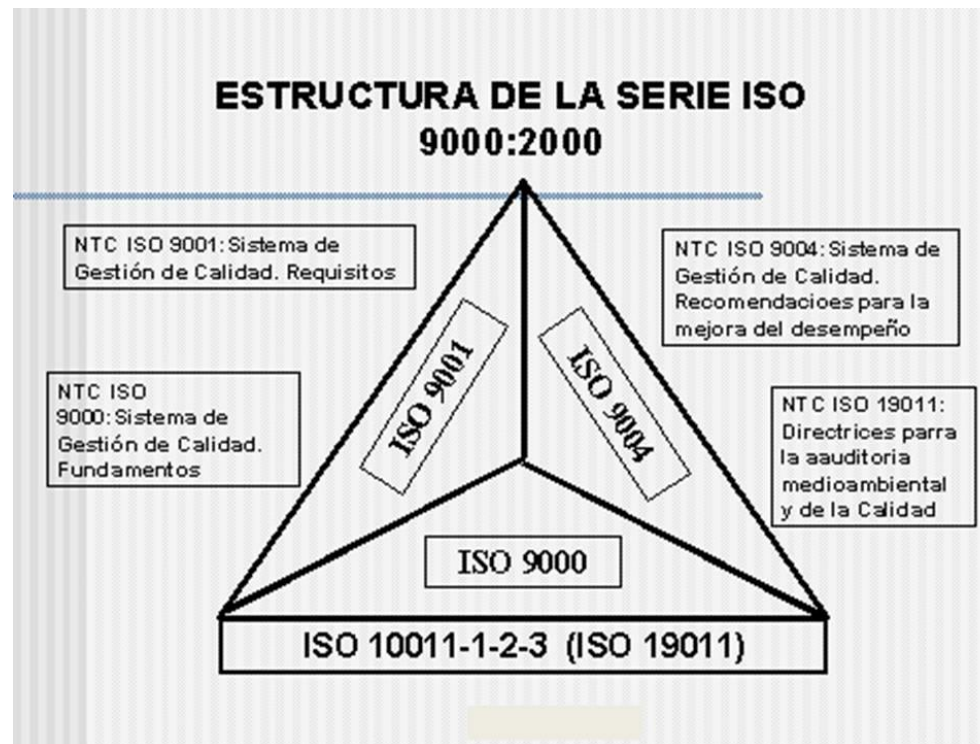 ESTRUCTURA DE LA SERIE ISO
9000:2000
NTC ISO 9001: Sistema de
Gestión de Calidad. Requisitos
NTC ISO 9004: Sistema de
Gestión de Calidad.
Recomendacioes para la
mejora del desempeño
ISO 9001
ISO 9004
NTC ISO
9000: Sistema de
Gestión de Calidad.
Fundamentos
NTC ISO 19011:
Directrices parra
la aauditoria
medioambiental
y de la Calidad
ISO 9000
ISO 10011-1-2-3 (ISO 19011)